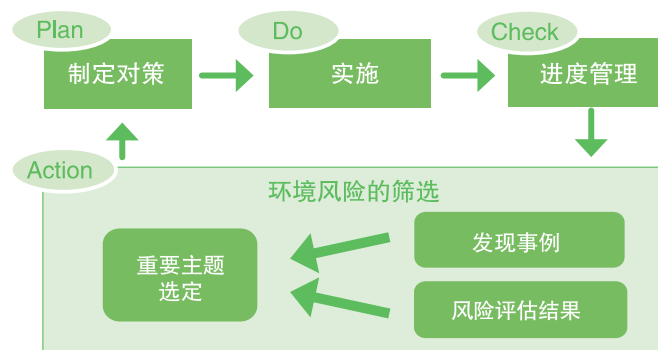 Plan
Do
Check
制定对策
实施
进度管理
Action
环境风险的筛选
重要主题
选定
发现事例
风险评估结果